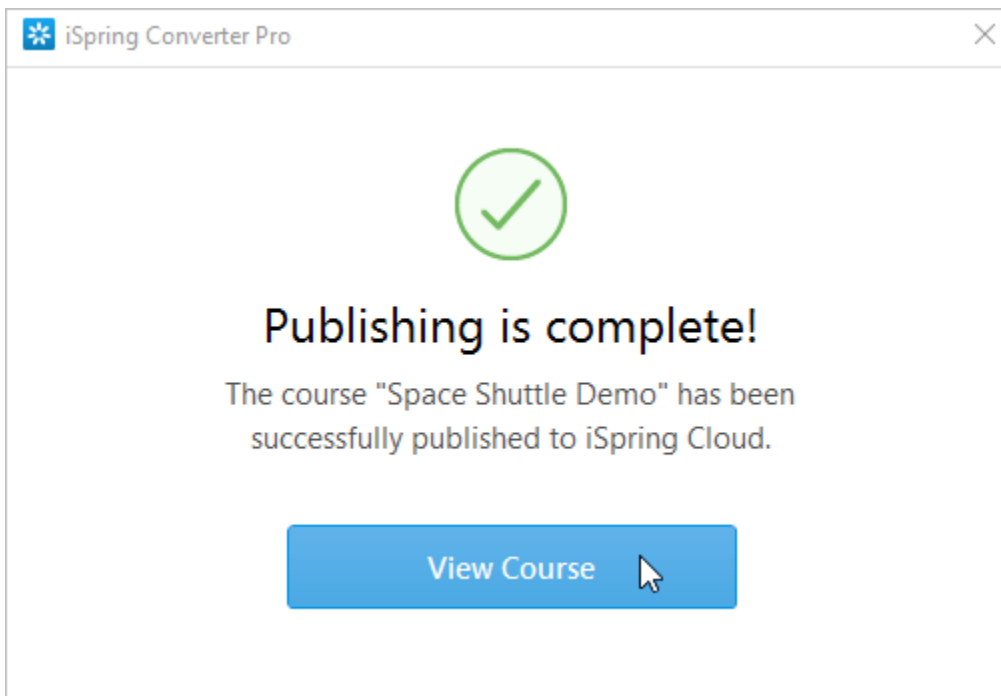 iSpring Converter Pro
Publishing is complete!
The course "Space Shuttle Demo" has been
successfully published to iSpring Cloud.
View Course